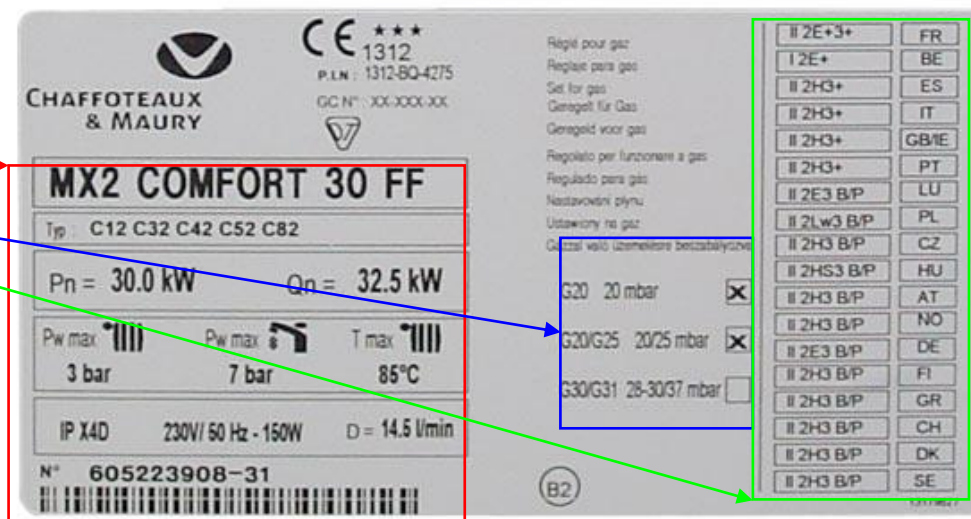 CHAFFOTEAUX
& MAURY
CE ★★★
1312
P.I.N : 1312-BQ-4275
GC N° : XX-XXX-XX
MX2 COMFORT 30 FF
Typ : C12 C32 C42 C52 C82
Pn = 30.0 kW Qn = 32.5 kW
Pw max Pw max T max
3 bar 7 bar 85°C
IP X4D 230V/ 50 Hz - 150W D = 14.5 l/min
N° 605223908-31
Réglé pour gaz
Reglaje para gas
Set for gas
Geregelt für Gas
Geregeld voor gas
Regolato per funzionare a gas
Regulado para gás
Nastavování plynu
Ustawiony na gaz
Gázzal való üzemelésre beszabályozva
G20 20 mbar
G20/G25 20/25 mbar
G30/G31 28-30/37 mbar
B2
II 2E+3+ FR
I 2E+ BE
II 2H3+ ES
II 2H3+ IT
II 2H3+ GB/IE
II 2H3+ PT
II 2E3 B/P LU
II 2Lw3 B/P PL
II 2H3 B/P CZ
II 2HS3 B/P HU
II 2H3 B/P AT
II 2H3 B/P NO
II 2E3 B/P DE
II 2H3 B/P FI
II 2H3 B/P GR
II 2H3 B/P CH
II 2H3 B/P DK
II 2H3 B/P SE